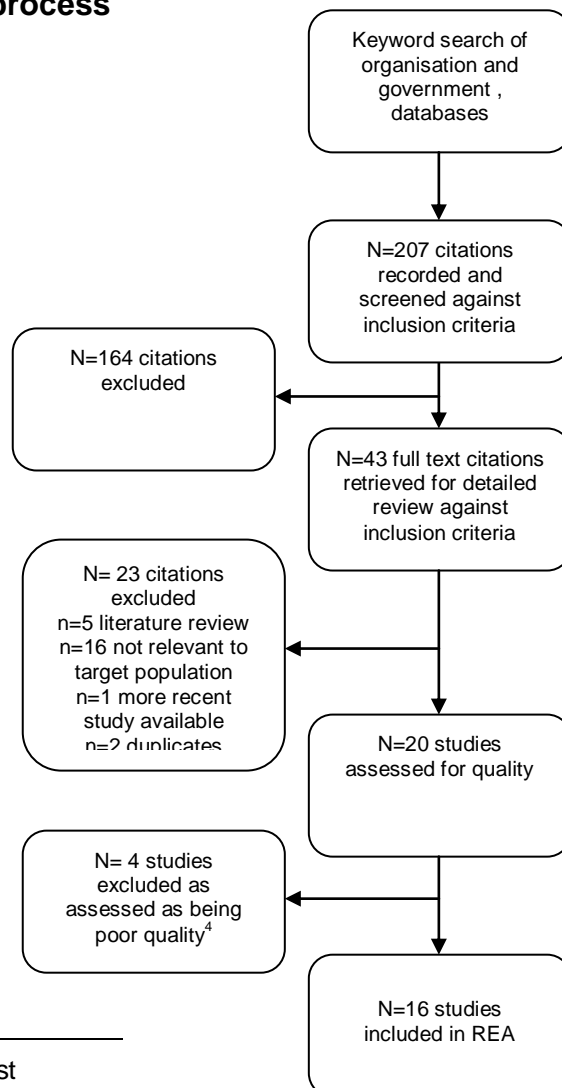 process
Keyword search of
organisation and
government ,
databases
N=207 citations
recorded and
screened against
inclusion criteria
N=164 citations
excluded
N=43 full text citations
retrieved for detailed
review against
inclusion criteria
N= 23 citations
excluded
n=5 literature review
n=16 not relevant to
target population
n=1 more recent
study available
n=2 duplicates
N=20 studies
assessed for quality
N= 4 studies
excluded as
assessed as being
poor quality⁴
N=16 studies
included in REA
st